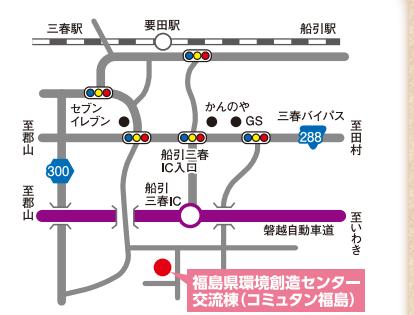 三春駅
要田駅
船引駅
セブン
イレブン
かんのや
GS
三春バイパス
288
至郡山
至田村
船引三春
IC入口
300
船引
三春IC
至郡山
至いわき
磐越自動車道
福島県環境創造センター
交流棟(コミュタン福島)